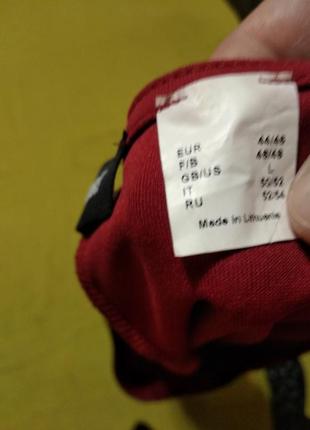 EUR 44/46
F/B 46/48
GB/US L
IT 50/52
RU 52/54
Made in Lithuania